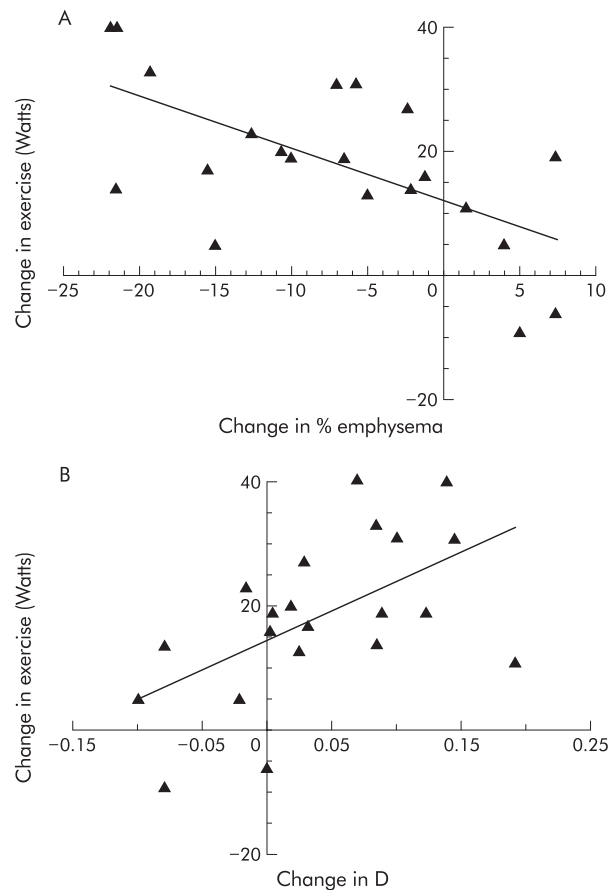 A
Change in exercise (Watts)
40
20
−25 −20 −15 −10 −5 0 5 10
−20
Change in % emphysema
B
Change in exercise (Watts)
40
20
−0.15 −0.05 0 0.05 0.15 0.25
−20
Change in D